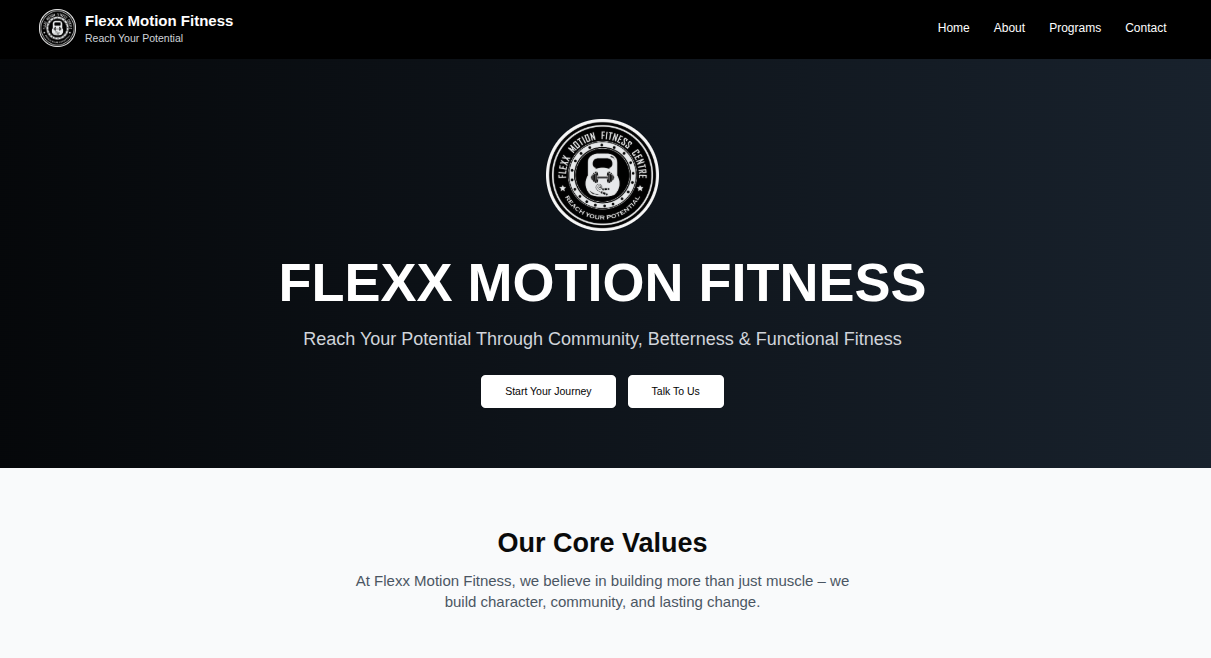 Flexx Motion Fitness
Reach Your Potential
Home About Programs Contact
FLEXX MOTION FITNESS CENTRE
REACH YOUR POTENTIAL
FLEXX MOTION FITNESS
Reach Your Potential Through Community, Betterness & Functional Fitness
Start Your Journey Talk To Us
Our Core Values
At Flexx Motion Fitness, we believe in building more than just muscle – we
build character, community, and lasting change.